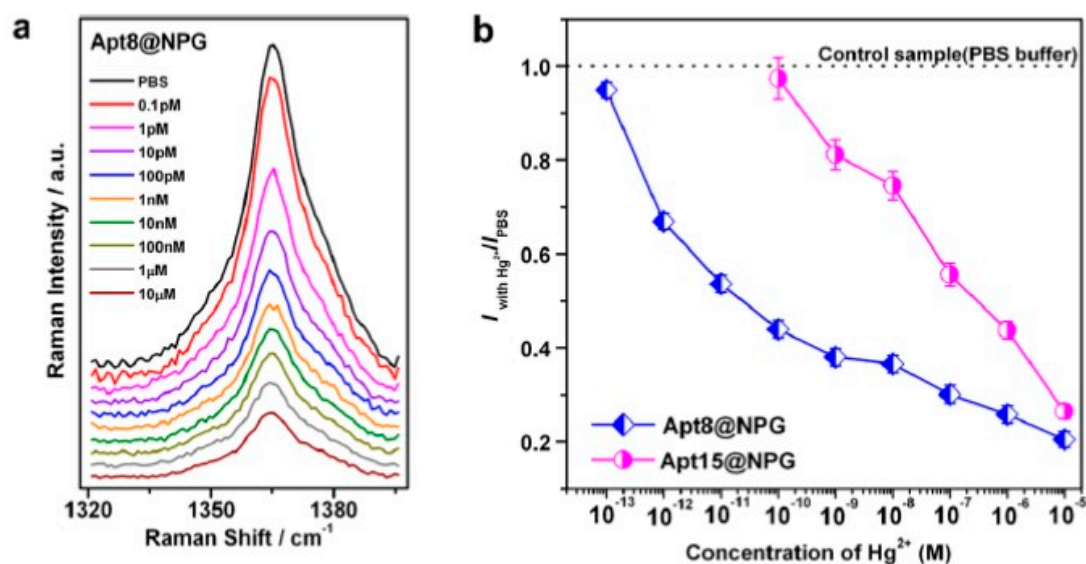 a
Apt8@NPG
PBS
0.1pM
1pM
10pM
100pM
1nM
10nM
100nM
1μM
10μM
Raman Intensity / a.u.
1320 1350 1380
Raman Shift / cm⁻¹
b
Control sample(PBS buffer)
1.0
0.8
0.6
0.4
0.2
I with Hg²⁺/I PBS
Apt8@NPG
Apt15@NPG
10⁻¹³ 10⁻¹² 10⁻¹¹ 10⁻¹⁰ 10⁻⁹ 10⁻⁸ 10⁻⁷ 10⁻⁶ 10⁻⁵
Concentration of Hg²⁺ (M)